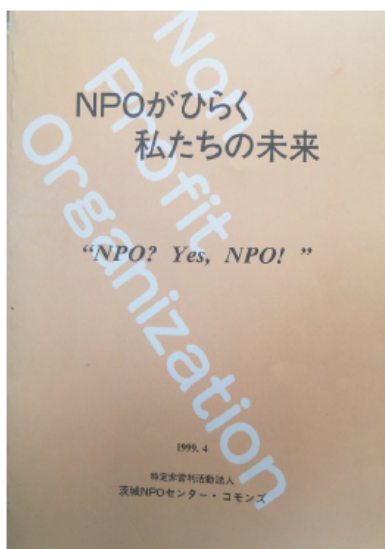 Non
Profit
Organization
NPOがひらく
私たちの未来
“NPO? Yes, NPO! ”
1999. 4
特定非営利活動法人
茨城NPOセンター・コモンズ